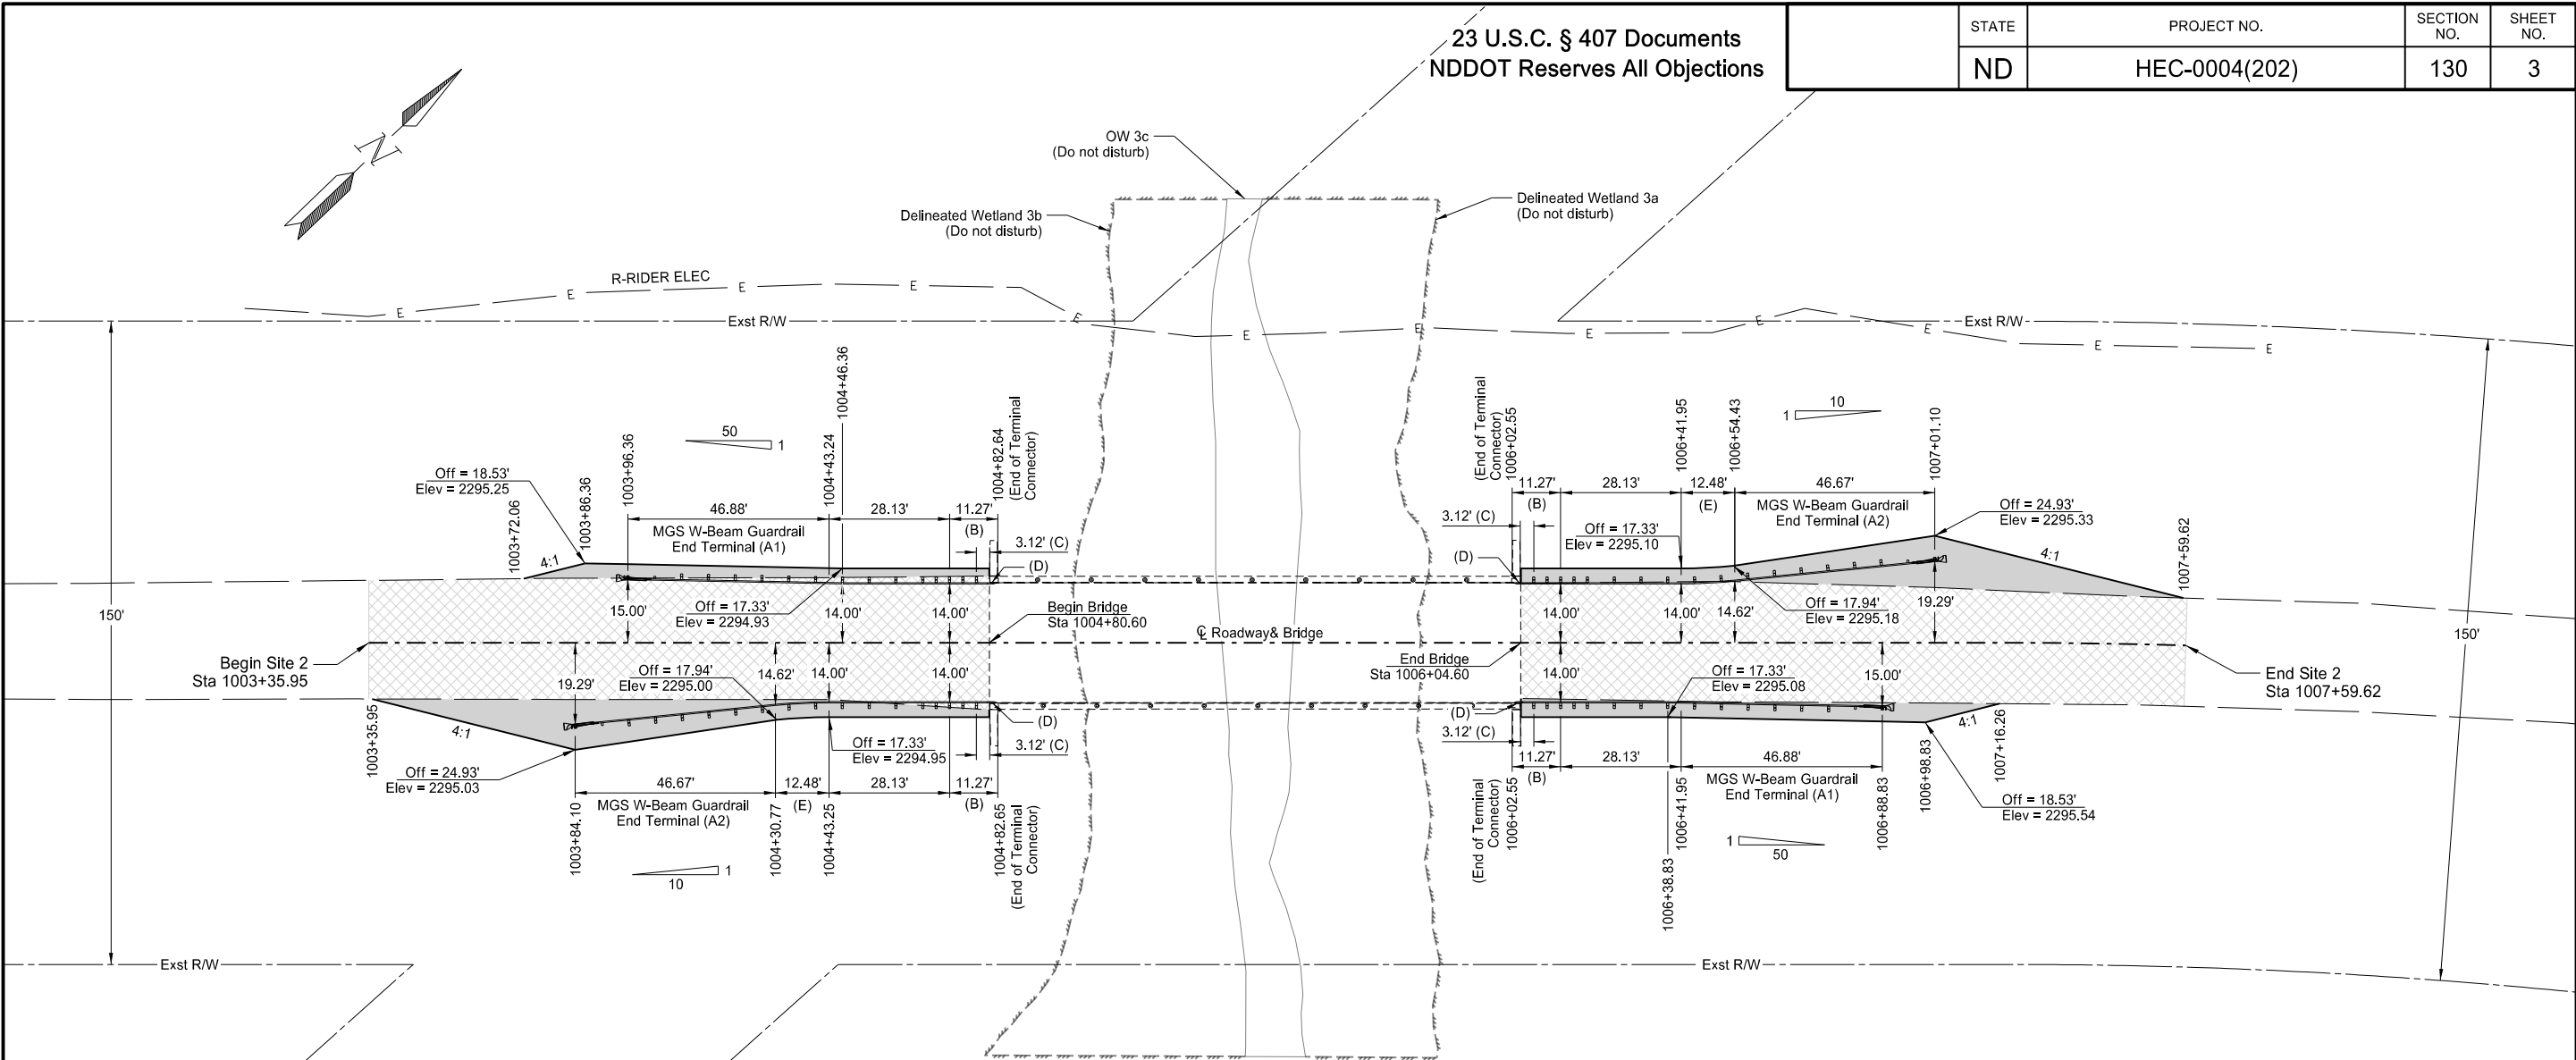 23 U.S.C. § 407 Documents
NDDOT Reserves All Objections
STATE
PROJECT NO.
SECTION NO.
SHEET NO.
ND
HEC-0004(202)
130
3
N
OW 3c
(Do not disturb)
Delineated Wetland 3b
(Do not disturb)
Delineated Wetland 3a
(Do not disturb)
R-RIDER ELEC
E
E
E
E
E
E
E
E
E
E
E
E
Exst R/W
Exst R/W
50
1
1
10
Off = 18.53'
Elev = 2295.25
1003+72.06
1003+86.36
1003+96.36
1004+43.24
1004+46.36
1004+82.64
(End of Terminal
Connector)
46.88'
28.13'
11.27'
(B)
MGS W-Beam Guardrail
End Terminal (A1)
3.12' (C)
(D)
4:1
(End of Terminal
Connector)
1006+02.55
1006+41.95
1006+54.43
1007+01.10
11.27'
(B)
28.13'
12.48'
(E)
46.67'
MGS W-Beam Guardrail
End Terminal (A2)
3.12' (C)
(D)
Off = 17.33'
Elev = 2295.10
Off = 24.93'
Elev = 2295.33
4:1
1007+59.62
150'
15.00'
Off = 17.33'
Elev = 2294.93
14.00'
14.00'
Begin Bridge
Sta 1004+80.60
℄ Roadway& Bridge
14.00'
14.00'
14.62'
Off = 17.94'
Elev = 2295.18
19.29'
150'
Begin Site 2
Sta 1003+35.95
19.29'
Off = 17.94'
Elev = 2295.00
14.62'
14.00'
14.00'
End Bridge
Sta 1006+04.60
14.00'
Off = 17.33'
Elev = 2295.08
15.00'
End Site 2
Sta 1007+59.62
1003+35.95
4:1
Off = 24.93'
Elev = 2295.03
Off = 17.33'
Elev = 2294.95
(D)
3.12' (C)
46.67'
12.48'
(E)
28.13'
11.27'
(B)
MGS W-Beam Guardrail
End Terminal (A2)
1003+84.10
1004+30.77
1004+43.25
1004+82.65
(End of Terminal
Connector)
10
1
(D)
3.12' (C)
11.27'
(B)
28.13'
46.88'
MGS W-Beam Guardrail
End Terminal (A1)
(End of Terminal
Connector)
1006+02.55
1006+38.83
1006+41.95
1006+88.83
1006+98.83
1007+16.26
4:1
Off = 18.53'
Elev = 2295.54
1
50
Exst R/W
Exst R/W